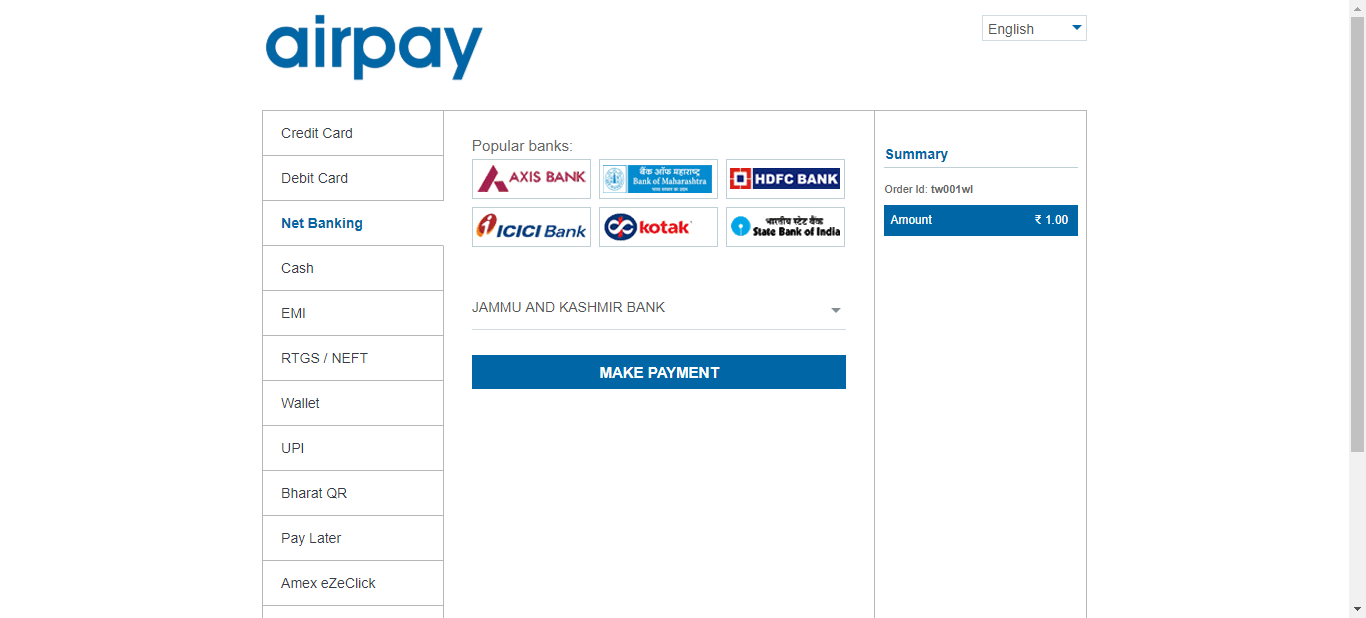 airpay
English
Credit Card
Debit Card
Net Banking
Cash
EMI
RTGS / NEFT
Wallet
UPI
Bharat QR
Pay Later
Amex eZeClick
Popular banks:
AXIS BANK
बैंक ऑफ महाराष्ट्र
Bank of Maharashtra
HDFC BANK
ICICI Bank
kotak
भारतीय स्टेट बैंक
State Bank of India
JAMMU AND KASHMIR BANK
MAKE PAYMENT
Summary
Order Id: tw001wl
Amount ₹ 1.00